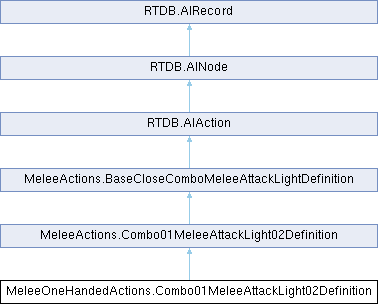 RTDB.AIRecord
RTDB.AINode
RTDB.AIAction
MeleeActions.BaseCloseComboMeleeAttackLightDefinition
MeleeActions.Combo01MeleeAttackLight02Definition
MeleeOneHandedActions.Combo01MeleeAttackLight02Definition